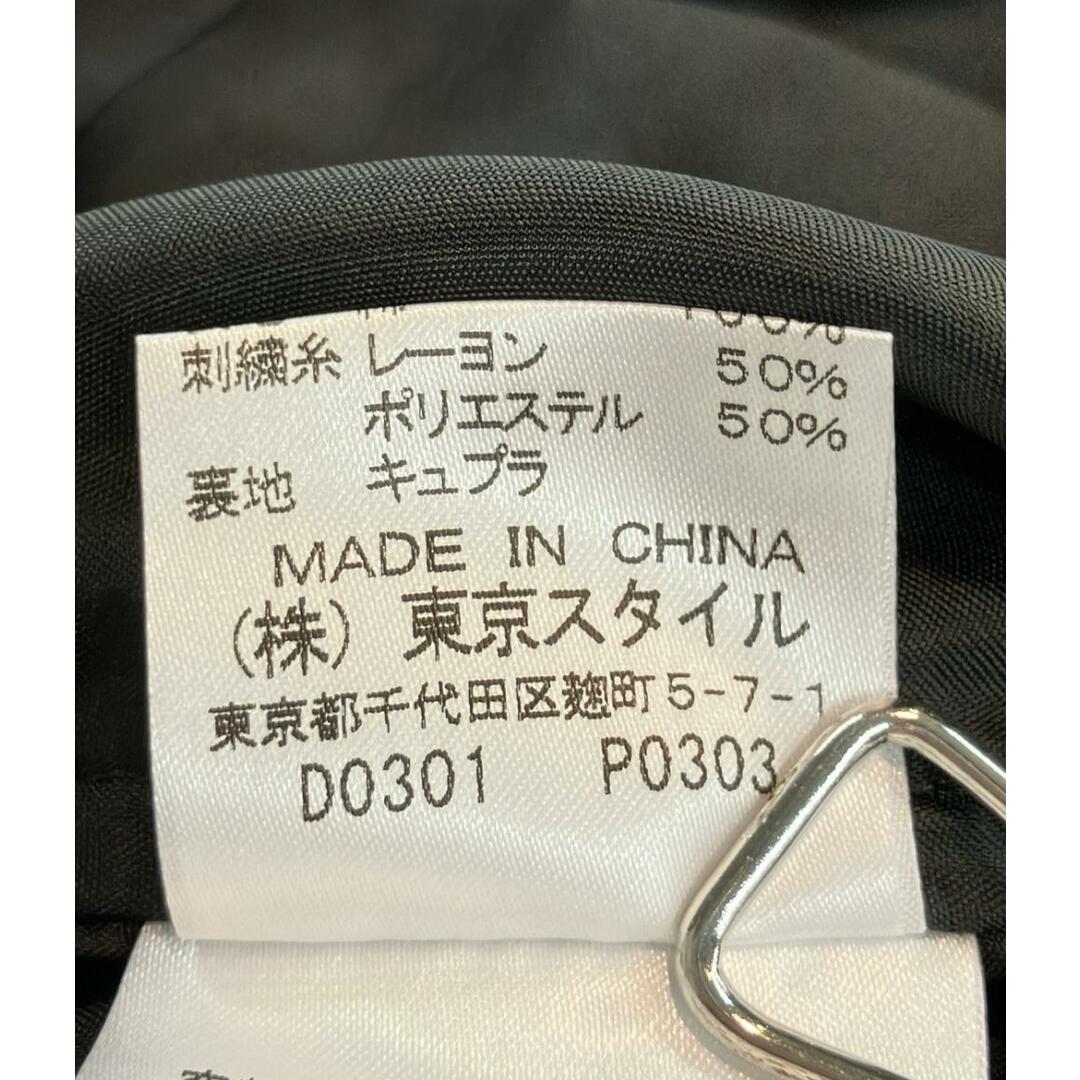 刺繍糸 レーヨン 50%
ポリエステル 50%
裏地 キュプラ
MADE IN CHINA
(株) 東京スタイル
東京都千代田区麹町5-7-1
D0301 P0303